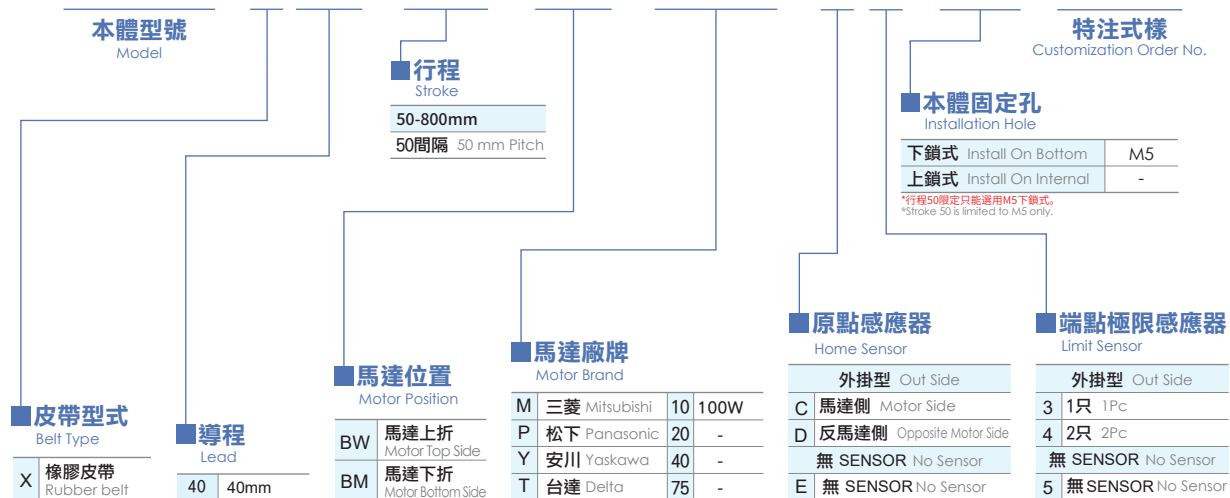 本體型號
Model
特注式樣
Customization Order No.
行程
Stroke
50-800mm
50間隔 50 mm Pitch
本體固定孔
Installation Hole
下鎖式 Install On Bottom M5
上鎖式 Install On Internal -
*行程50限定只能選用M5下鎖式。
*Stroke 50 is limited to M5 only.
皮帶型式
Belt Type
X 橡膠皮帶
Rubber belt
導程
Lead
40 40mm
馬達位置
Motor Position
BW 馬達上折
Motor Top Side
BM 馬達下折
Motor Bottom Side
馬達廠牌
Motor Brand
M 三菱 Mitsubishi 10 100W
P 松下 Panasonic 20 -
Y 安川 Yaskawa 40 -
T 台達 Delta 75 -
原點感應器
Home Sensor
外掛型 Out Side
C 馬達側 Motor Side
D 反馬達側 Opposite Motor Side
無 SENSOR No Sensor
E 無 SENSOR No Sensor
端點極限感應器
Limit Sensor
外掛型 Out Side
3 1只 1Pc
4 2只 2Pc
無 SENSOR No Sensor
5 無 SENSOR No Sensor